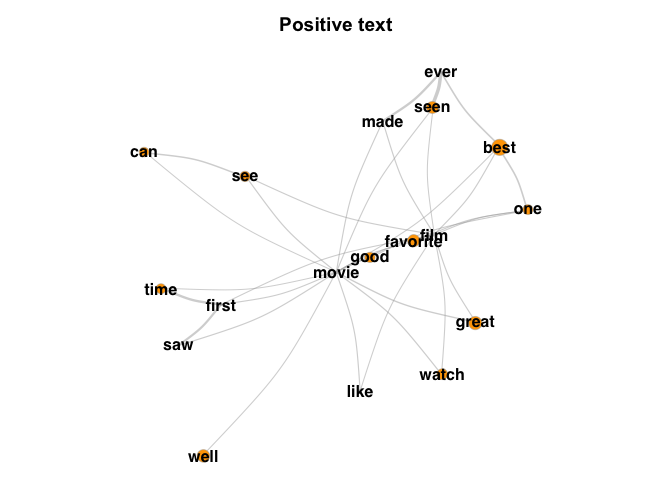 Positive text
ever
seen
made
best
can
see
one
film
favorite
good
movie
time
first
great
saw
watch
like
well